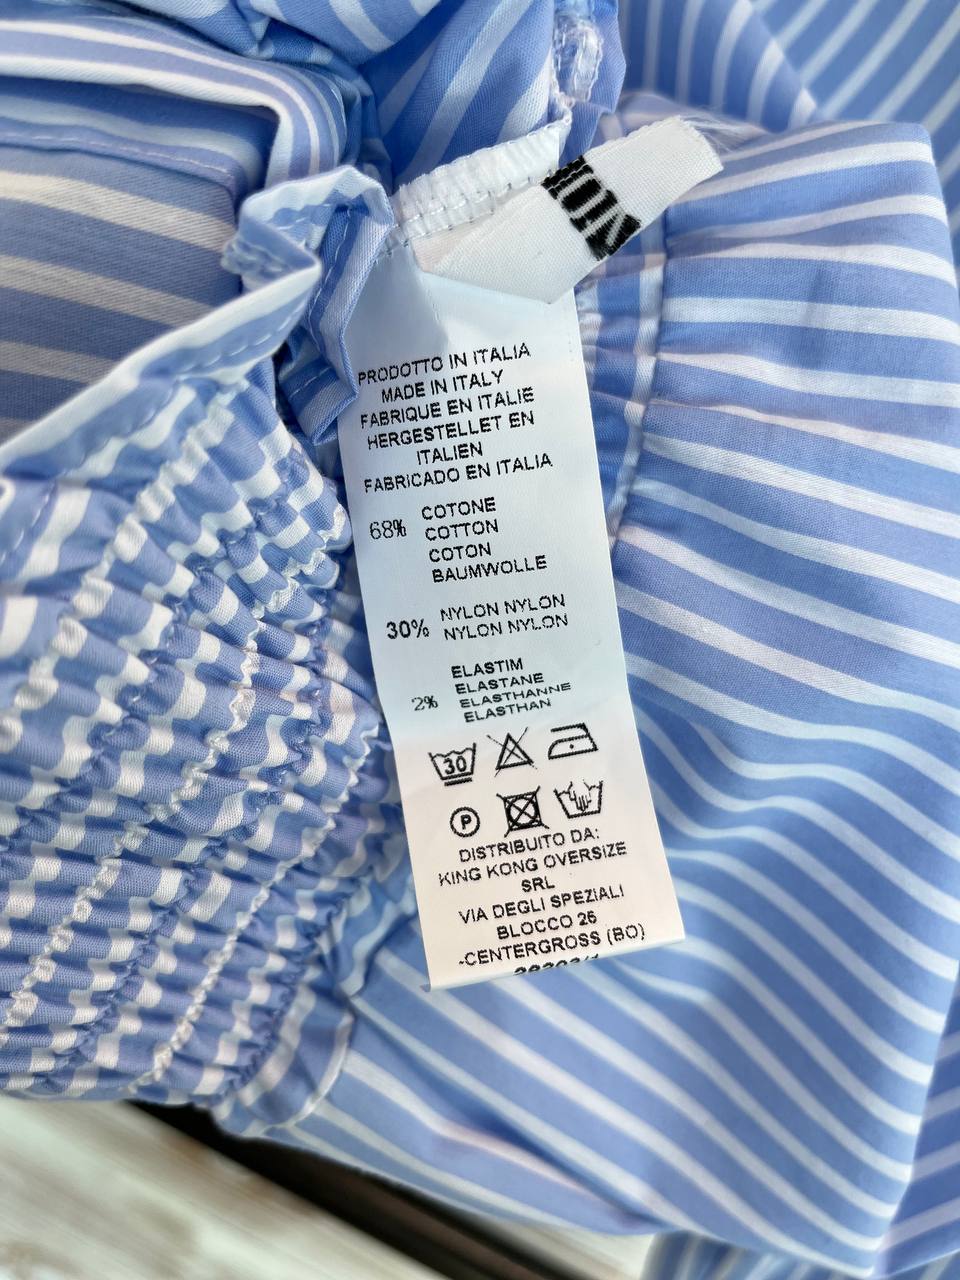 PRODOTTO IN ITALIA
MADE IN ITALY
FABRIQUE EN ITALIE
HERGESTELLET EN
ITALIEN
FABRICADO EN ITALIA
68% COTONE
COTTON
COTON
BAUMWOLLE
30% NYLON NYLON
NYLON NYLON
2% ELASTIM
ELASTANE
ELASTHANNE
ELASTHAN
30
P
DISTRIBUITO DA:
KING KONG OVERSIZE
SRL
VIA DEGLI SPEZIALI
BLOCCO 26
-CENTERGROSS (BO)